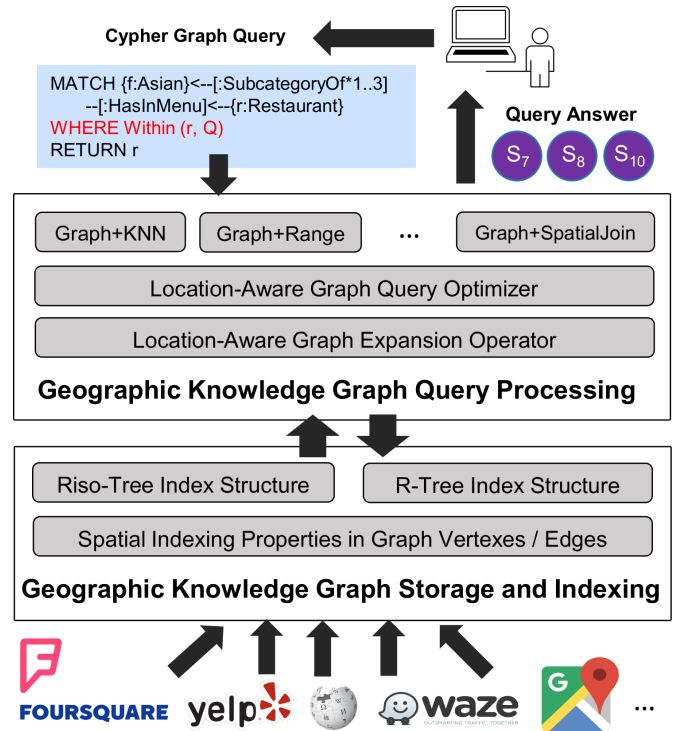 Cypher Graph Query
MATCH {f:Asian}<--[:SubcategoryOf*1..3]
--[:HasInMenu]<--{r:Restaurant}
WHERE Within (r, Q)
RETURN r
Query Answer
S7 S8 S10
Graph+KNN Graph+Range ... Graph+SpatialJoin
Location-Aware Graph Query Optimizer
Location-Aware Graph Expansion Operator
Geographic Knowledge Graph Query Processing
Riso-Tree Index Structure R-Tree Index Structure
Spatial Indexing Properties in Graph Vertexes / Edges
Geographic Knowledge Graph Storage and Indexing
FOURSQUARE yelp waze G ...
OUTSMARTING TRAFFIC, TOGETHER